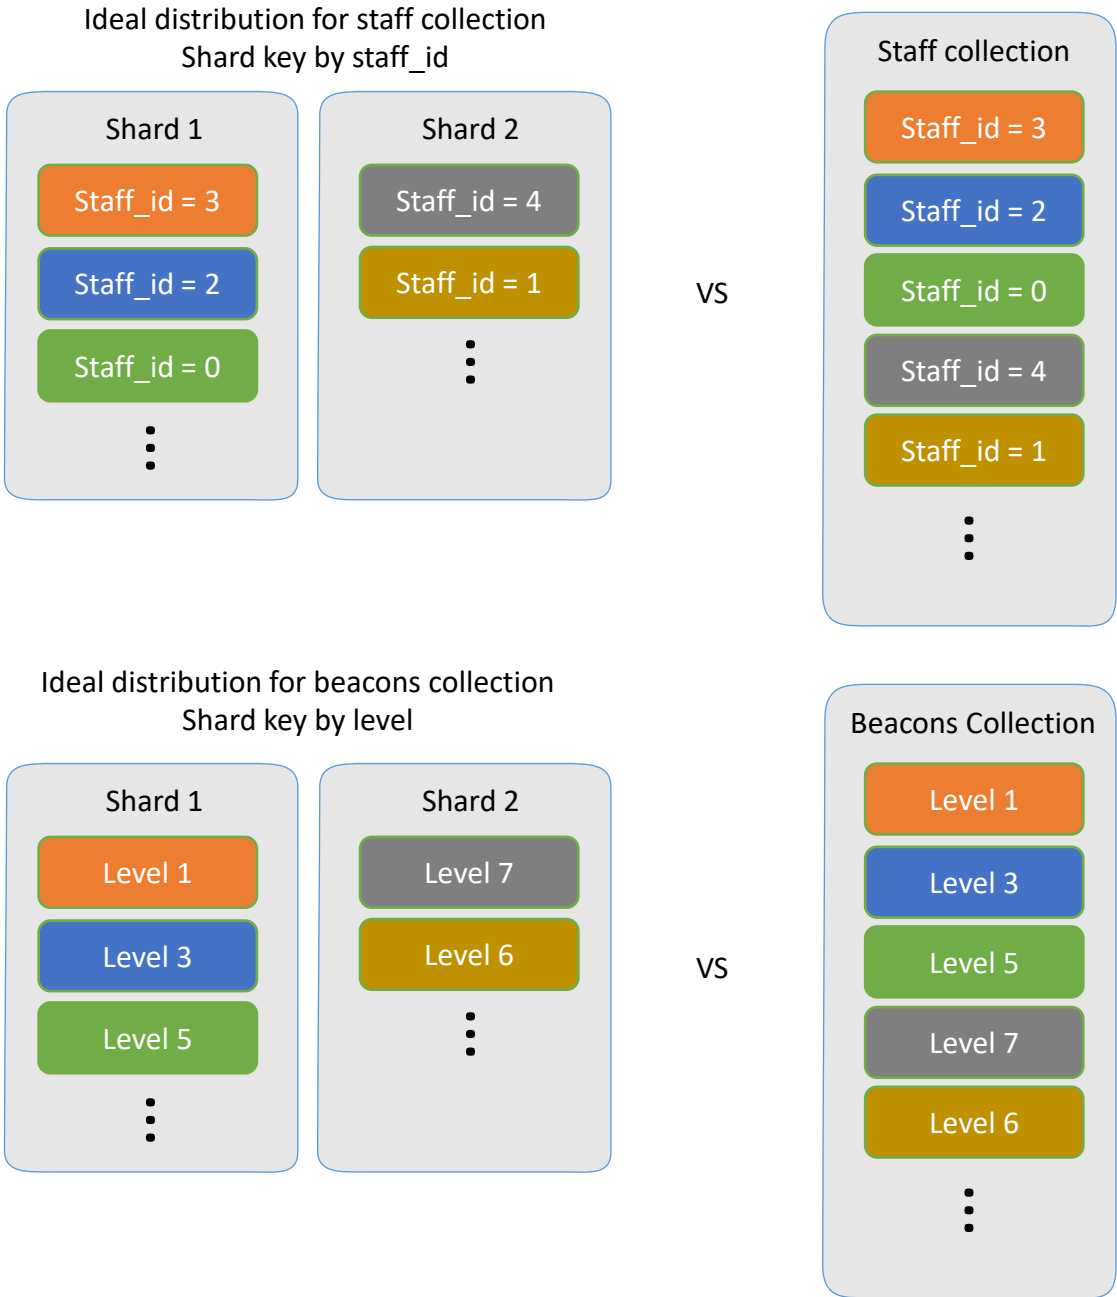 Ideal distribution for staff collection
Shard key by staff_id
Shard 1
Staff_id = 3
Staff_id = 2
Staff_id = 0
Shard 2
Staff_id = 4
Staff_id = 1
VS
Staff collection
Staff_id = 3
Staff_id = 2
Staff_id = 0
Staff_id = 4
Staff_id = 1
Ideal distribution for beacons collection
Shard key by level
Shard 1
Level 1
Level 3
Level 5
Shard 2
Level 7
Level 6
VS
Beacons Collection
Level 1
Level 3
Level 5
Level 7
Level 6